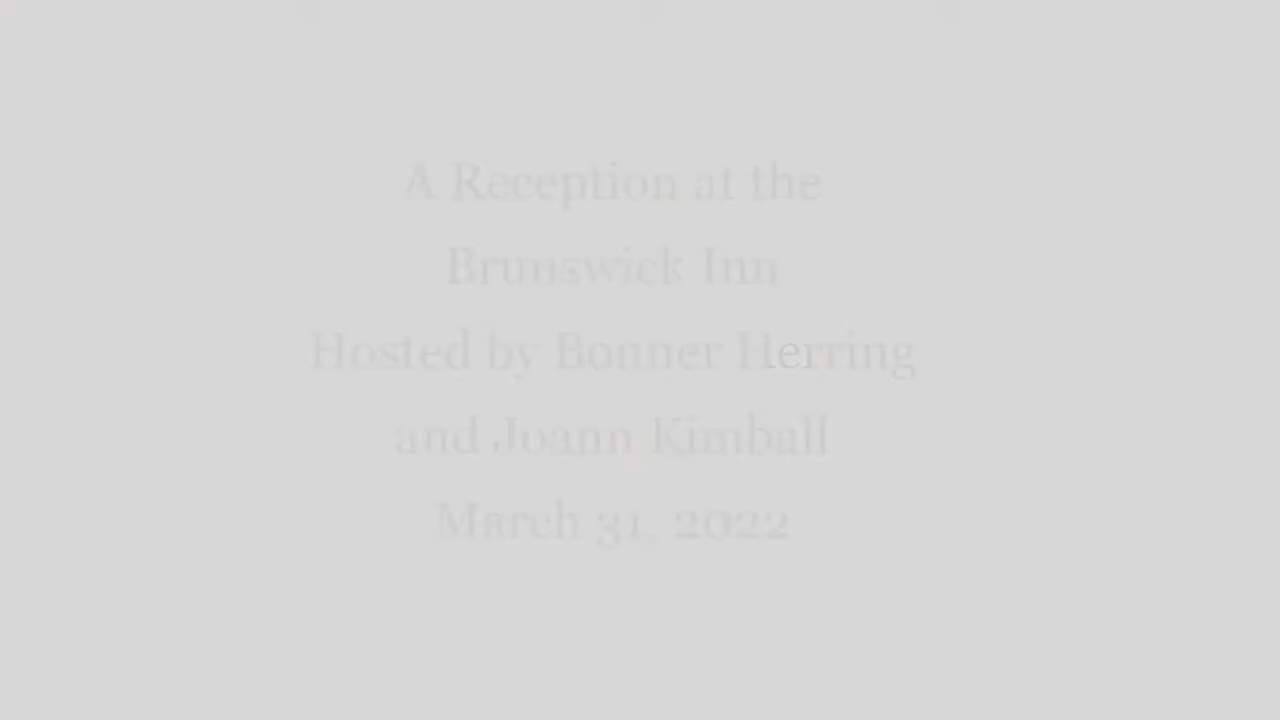 A Reception at the
Brunswick Inn
Hosted by Bonner Herring
and Joann Kimball
March 31, 2022